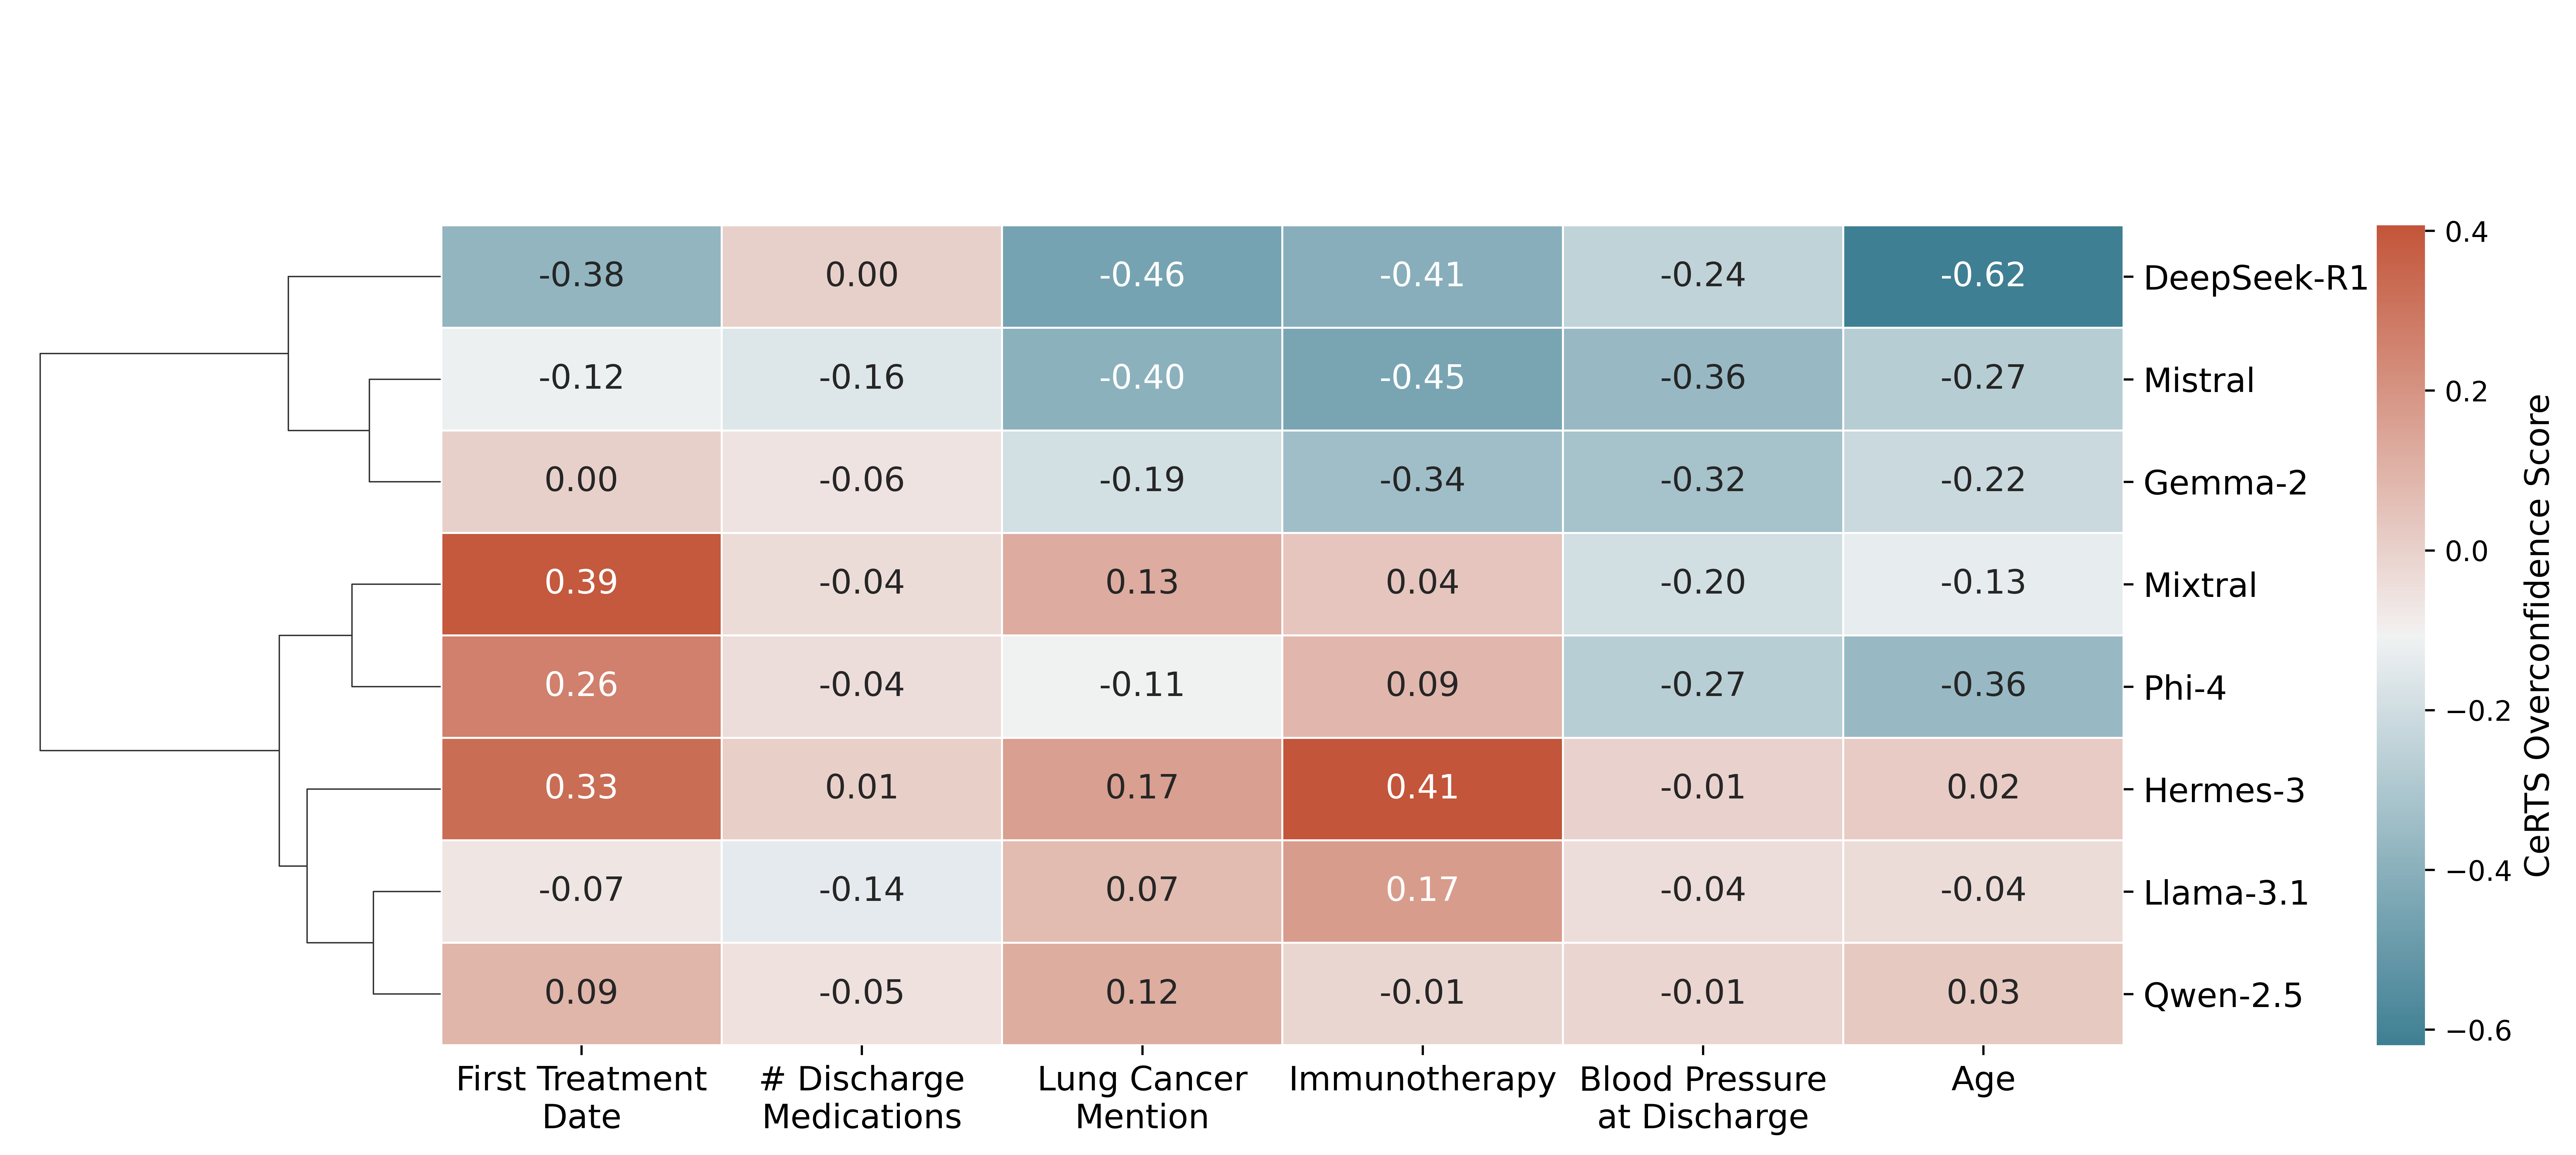 -0.38 0.00 -0.46 -0.41 -0.24 -0.62 DeepSeek-R1
-0.12 -0.16 -0.40 -0.45 -0.36 -0.27 Mistral
0.00 -0.06 -0.19 -0.34 -0.32 -0.22 Gemma-2
0.39 -0.04 0.13 0.04 -0.20 -0.13 Mixtral
0.26 -0.04 -0.11 0.09 -0.27 -0.36 Phi-4
0.33 0.01 0.17 0.41 -0.01 0.02 Hermes-3
-0.07 -0.14 0.07 0.17 -0.04 -0.04 Llama-3.1
0.09 -0.05 0.12 -0.01 -0.01 0.03 Qwen-2.5
First Treatment
Date
# Discharge
Medications
Lung Cancer
Mention
Immunotherapy
Blood Pressure
at Discharge
Age
0.4
0.2
0.0
−0.2
−0.4
−0.6
CeRTS Overconfidence Score